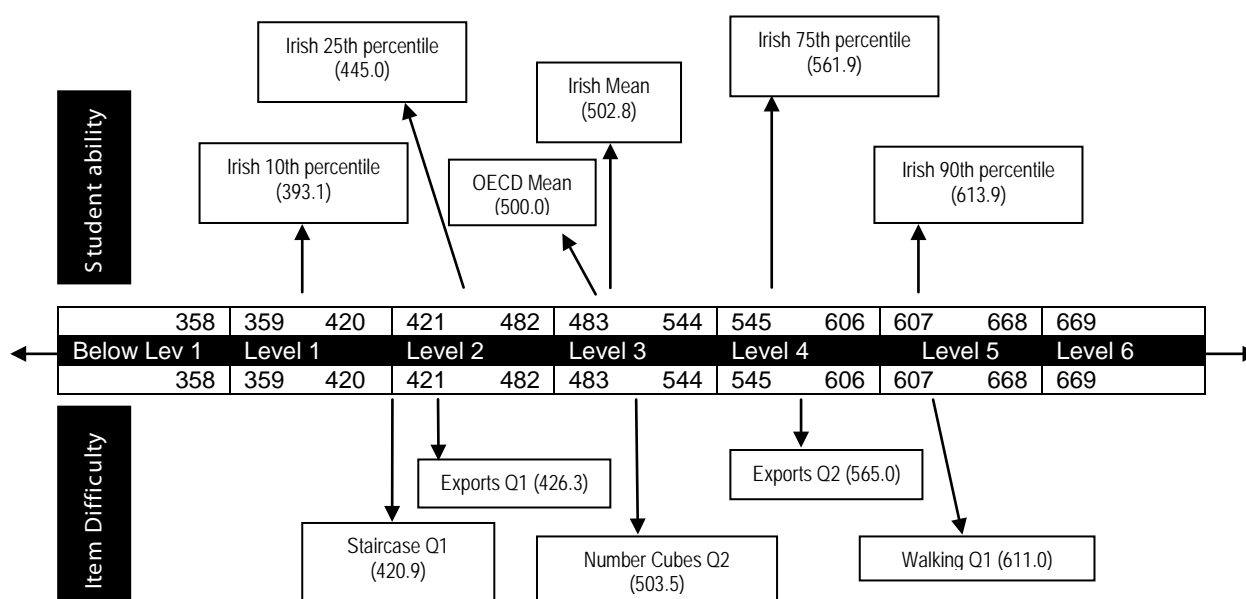 Student ability
Irish 25th percentile
(445.0)
Irish 75th percentile
(561.9)
Irish Mean
(502.8)
Irish 10th percentile
(393.1)
OECD Mean
(500.0)
Irish 90th percentile
(613.9)
358 359 420 421 482 483 544 545 606 607 668 669
Below Lev 1 Level 1 Level 2 Level 3 Level 4 Level 5 Level 6
358 359 420 421 482 483 544 545 606 607 668 669
Item Difficulty
Exports Q1 (426.3)
Exports Q2 (565.0)
Staircase Q1
(420.9)
Number Cubes Q2
(503.5)
Walking Q1 (611.0)